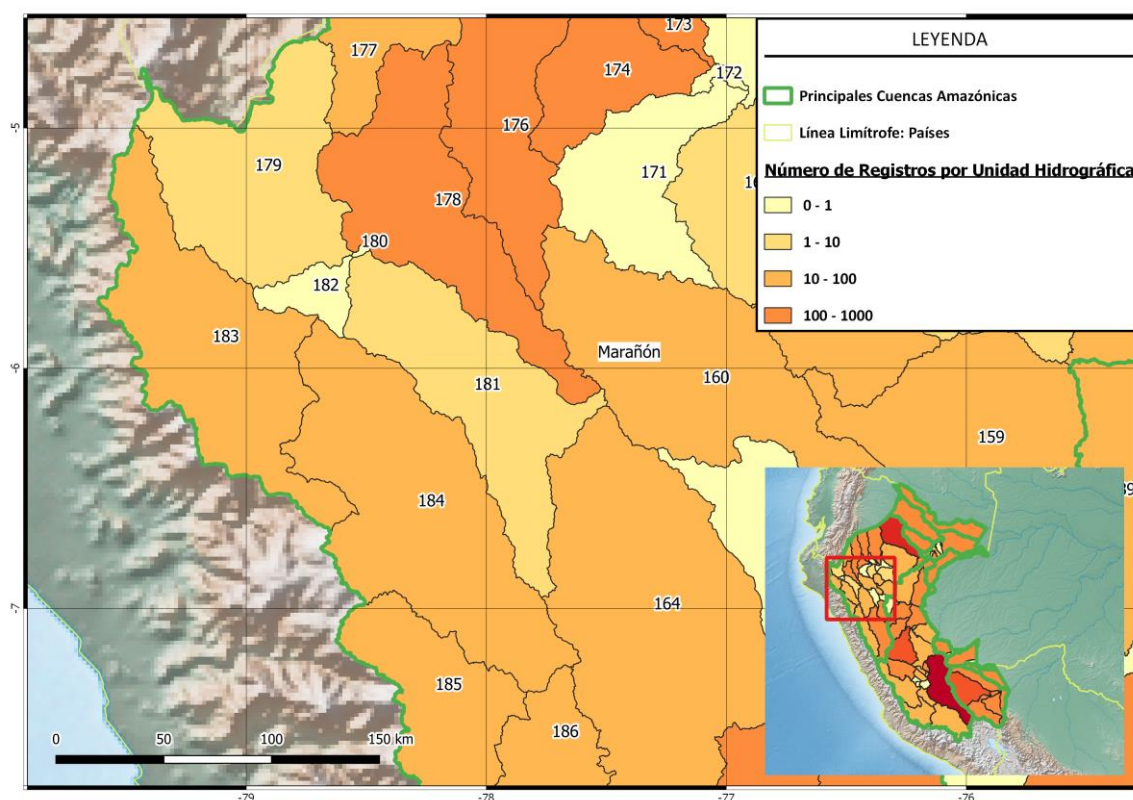 LEYENDA
Principales Cuencas Amazónicas
Línea Limítrofe: Países
Número de Registros por Unidad Hidrográfica
0 - 1
1 - 10
10 - 100
100 - 1000
173
177
174
172
-5
176
179
171
178
180
182
183
Marañón
-6
181
160
159
184
-7
164
185
186
0 50 100 150 km
-79 -78 -77 -76